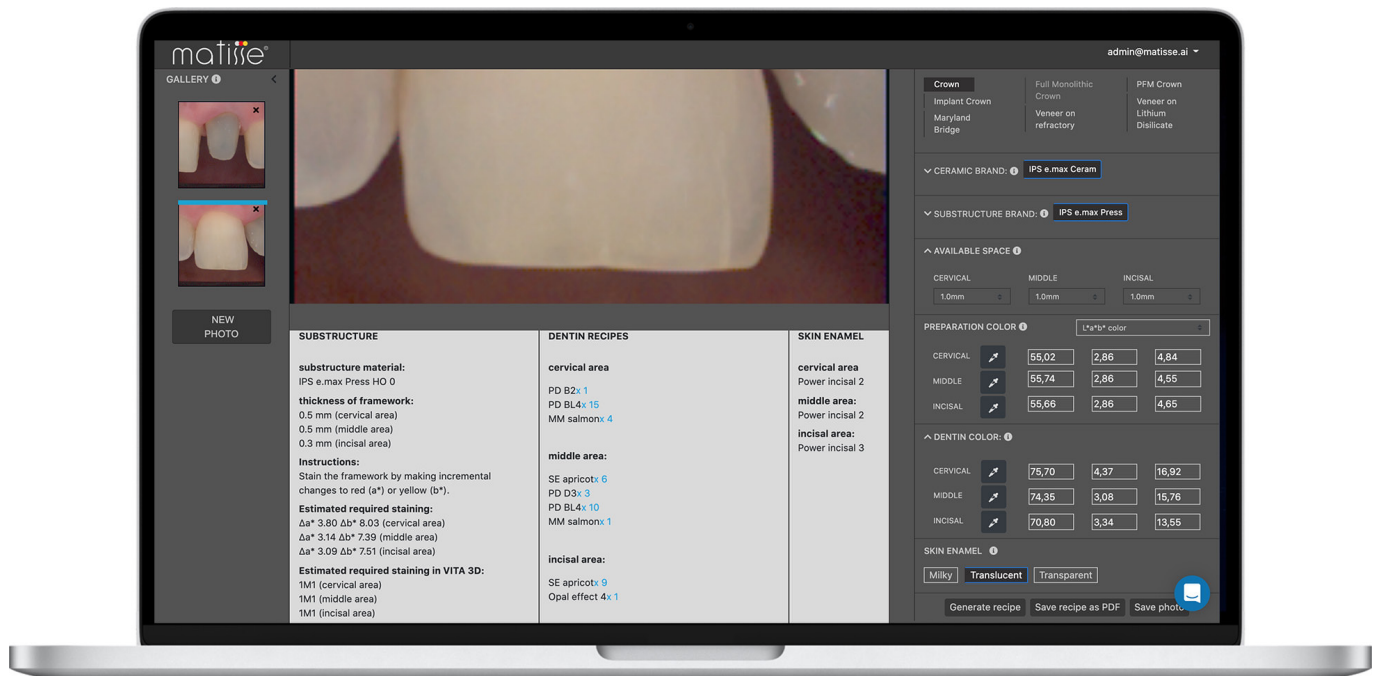 matisse®
admin@matisse.ai
GALLERY
NEW
PHOTO
SUBSTRUCTURE
substructure material:
IPS e.max Press HO 0
thickness of framework:
0.5 mm (cervical area)
0.5 mm (middle area)
0.3 mm (incisal area)
Instructions:
Stain the framework by making incremental
changes to red (a*) or yellow (b*).
Estimated required staining:
Δa* 3.80 Δb* 8.03 (cervical area)
Δa* 3.14 Δb* 7.39 (middle area)
Δa* 3.09 Δb* 7.51 (incisal area)
Estimated required staining in VITA 3D:
1M1 (cervical area)
1M1 (middle area)
1M1 (incisal area)
DENTIN RECIPES
cervical area
PD B2x 1
PD BL4x 15
MM salmonx 4
middle area:
SE apricotx 6
PD D3x 3
PD BL4x 10
MM salmonx 1
incisal area:
SE apricotx 9
Opal effect 4x 1
SKIN ENAMEL
cervical area
Power incisal 2
middle area:
Power incisal 2
incisal area:
Power incisal 3
Crown
Implant Crown
Maryland
Bridge
Full Monolithic
Crown
Veneer on
refractory
PFM Crown
Veneer on
Lithium
Disilicate
CERAMIC BRAND: IPS e.max Ceram
SUBSTRUCTURE BRAND: IPS e.max Press
AVAILABLE SPACE
CERVICAL MIDDLE INCISAL
1.0mm 1.0mm 1.0mm
PREPARATION COLOR L*a*b* color
CERVICAL 55,02 2,86 4,84
MIDDLE 55,74 2,86 4,55
INCISAL 55,66 2,86 4,65
DENTIN COLOR:
CERVICAL 75,70 4,37 16,92
MIDDLE 74,35 3,08 15,76
INCISAL 70,80 3,34 13,55
SKIN ENAMEL
Milky Translucent Transparent
Generate recipe Save recipe as PDF Save photo